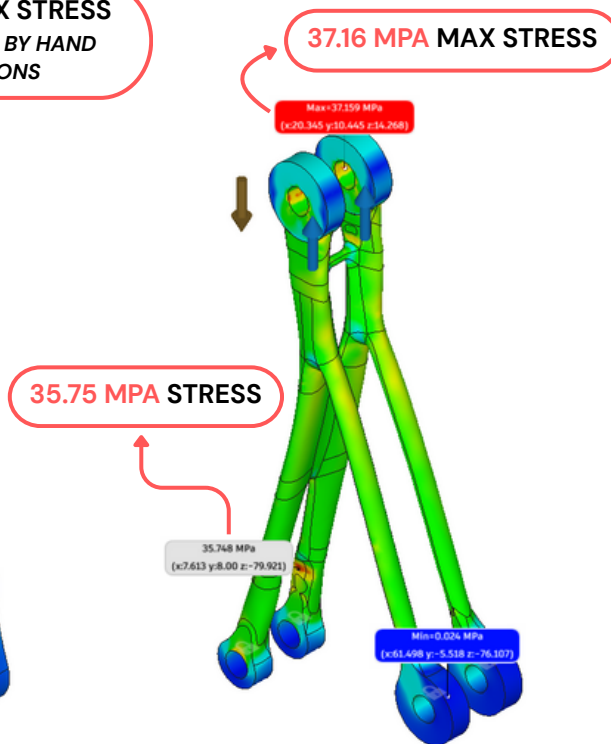 X STRESS
BY HAND
IONS
37.16 MPA MAX STRESS
Max=37.159 MPa
(x:20.345 y:10.445 z:14.268)
35.75 MPA STRESS
35.748 MPa
(x:7.613 y:8.00 z:-79.921)
Min=0.024 MPa
(x:61.498 y:-5.518 z:-76.107)